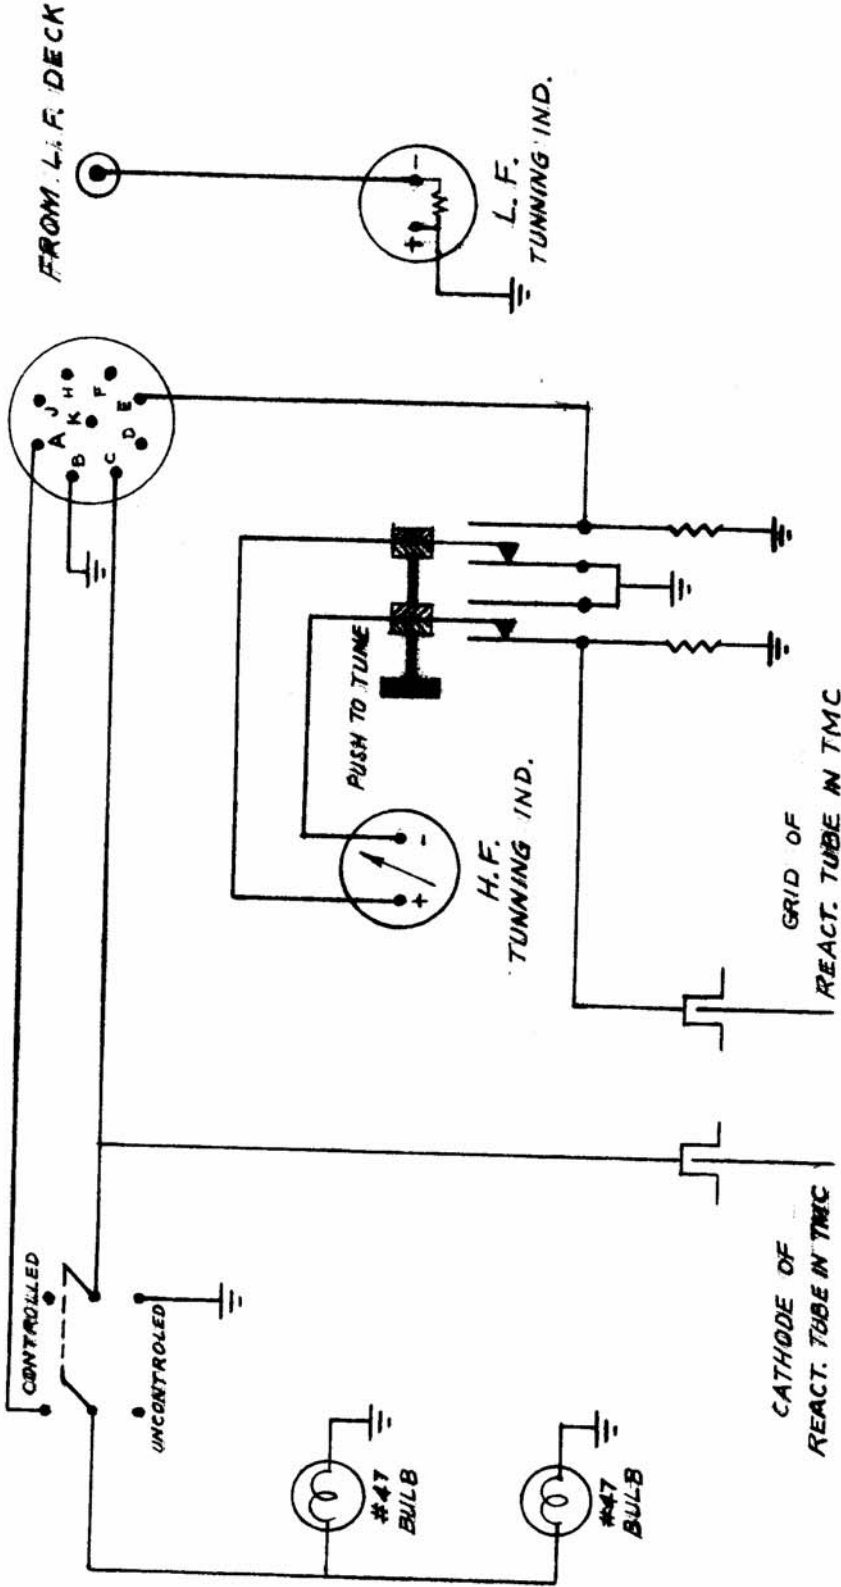 CONTROLLED
FROM L.F. DECK
A
J
B
K
H
C
D
E
F
UNCONTROLED
PUSH TO TUNE
#47
BULB
+
-
+
-
H.F.
TUNNING IND.
L.F.
TUNNING IND.
#47
BULB
CATHODE OF
REACT. TUBE IN TMC
GRID OF
REACT. TUBE IN TMC